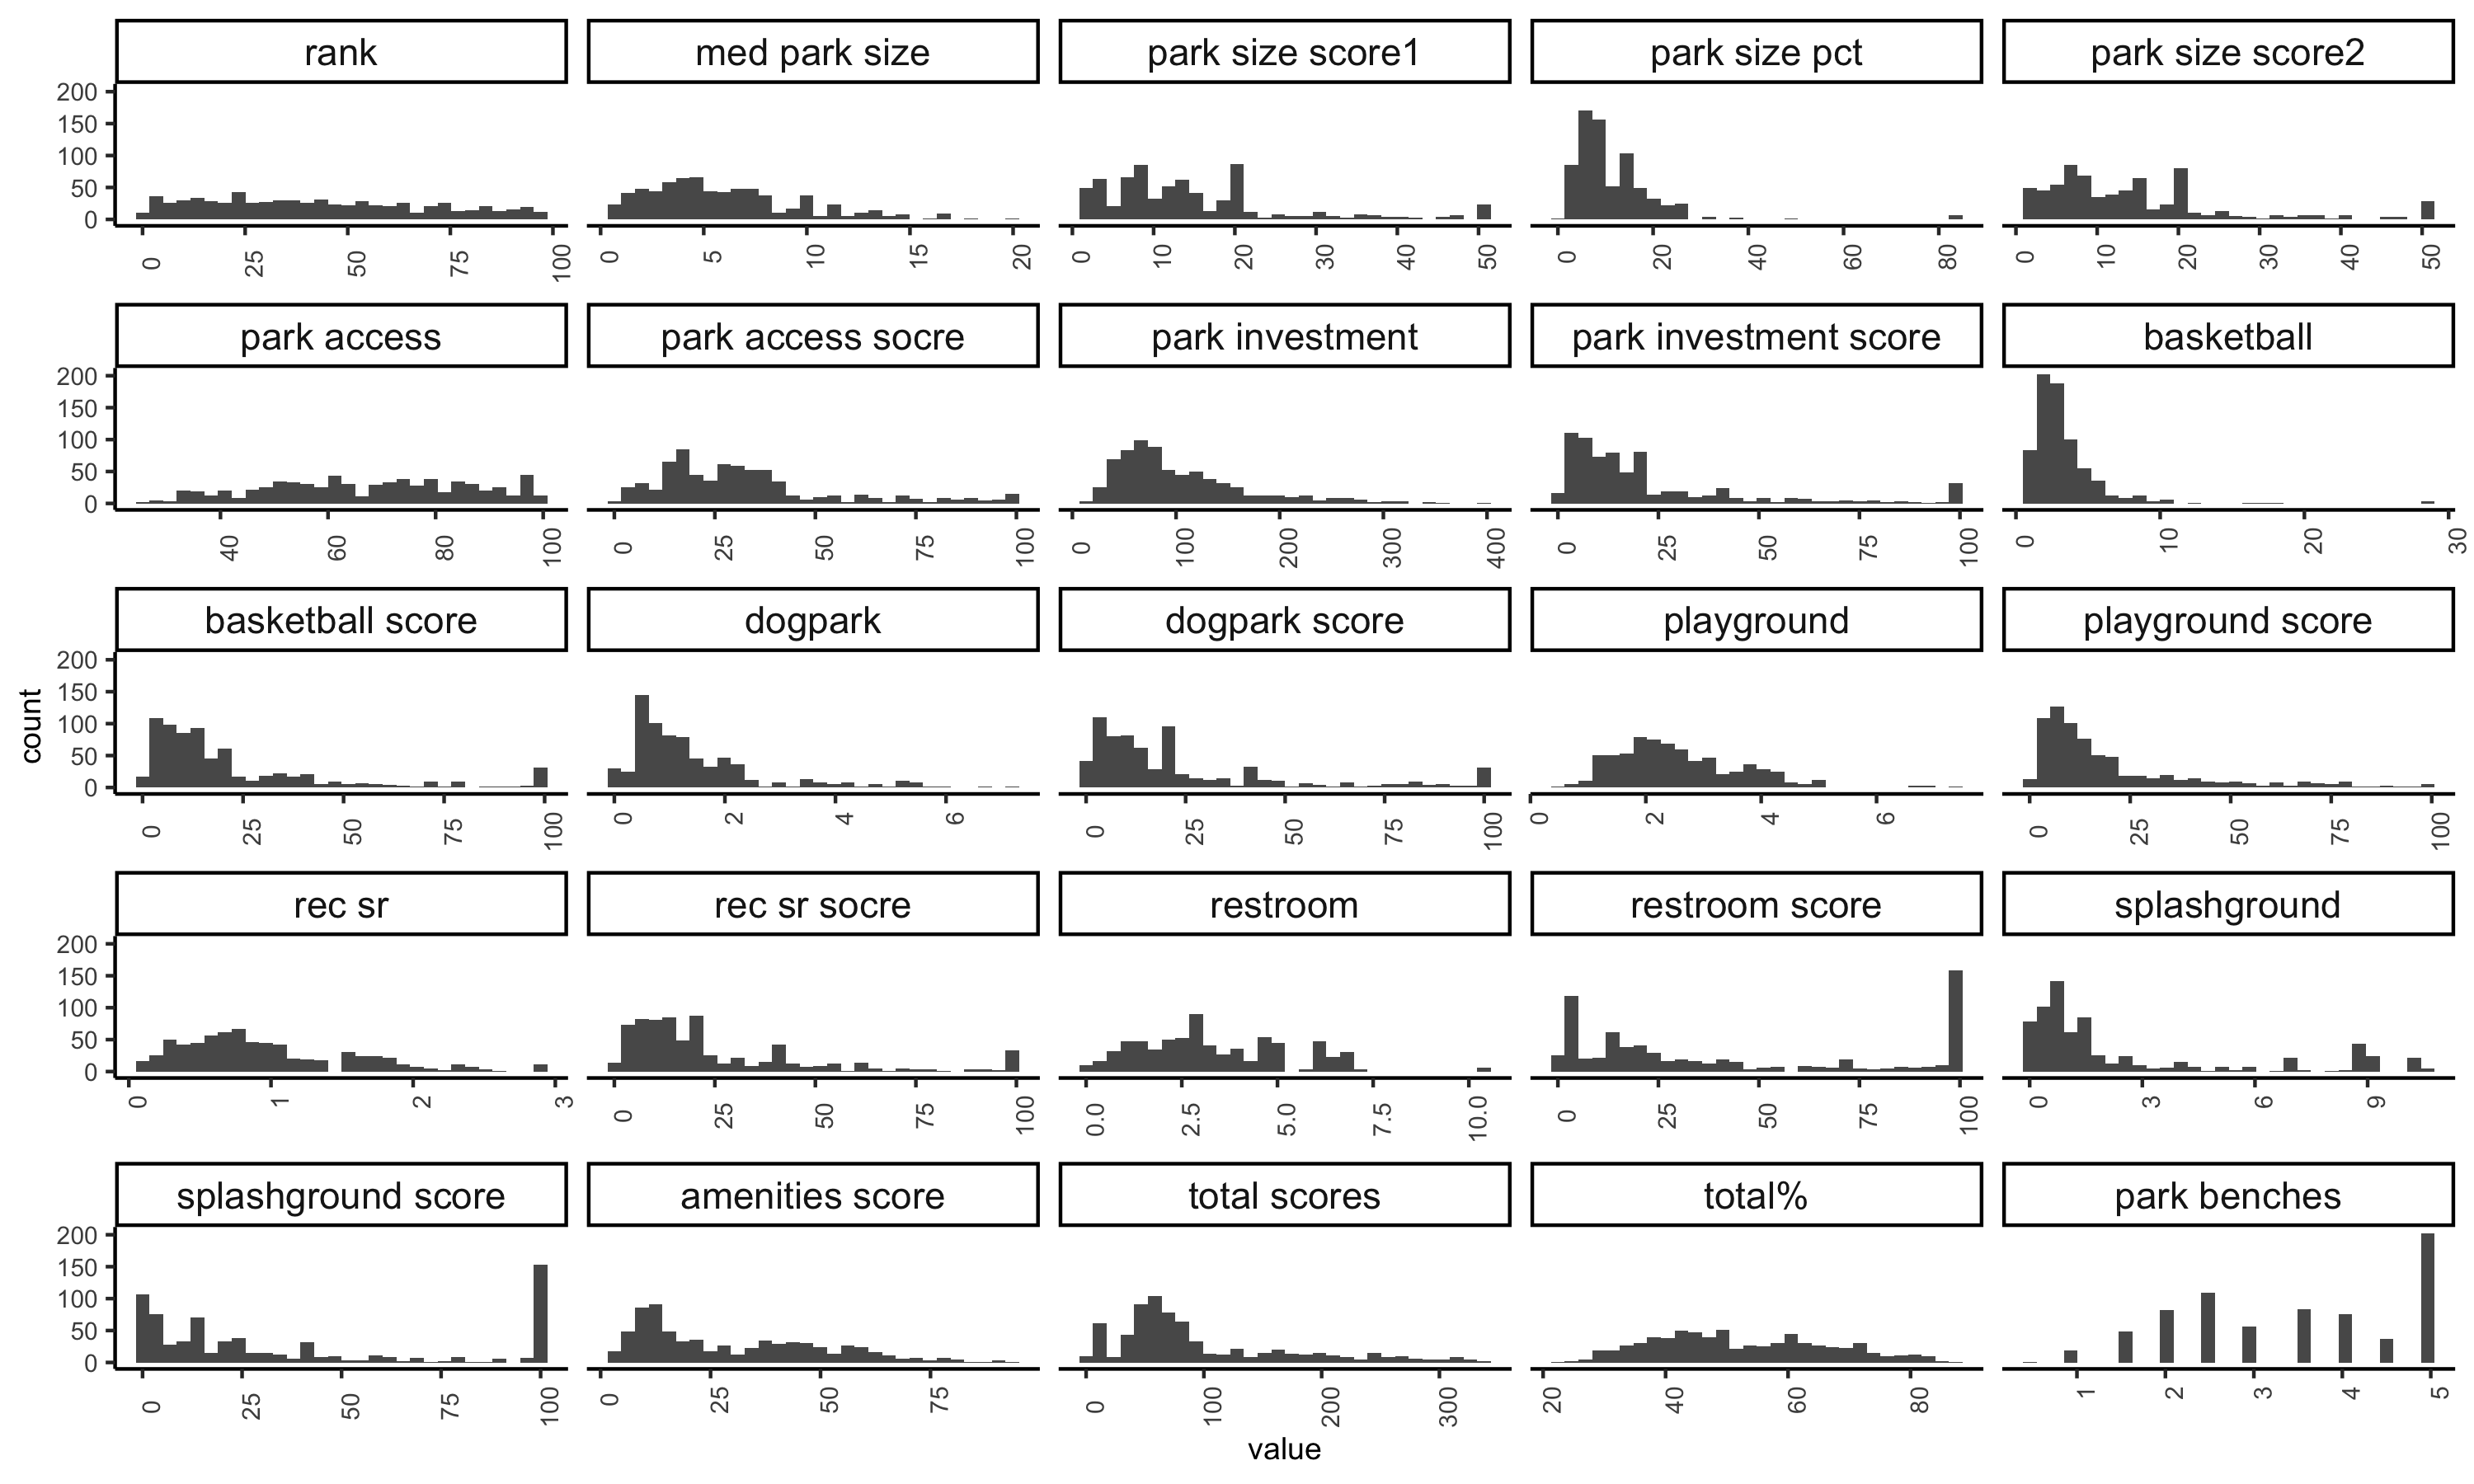 rank med park size park size score1 park size pct park size score2
200
150
100
50
0
0 25 50 75 100 0 5 10 15 20 0 10 20 30 40 50 0 20 40 60 80 0 10 20 30 40 50
park access park access socre park investment park investment score basketball
200
150
100
50
0
40 60 80 100 0 25 50 75 100 0 100 200 300 400 0 25 50 75 100 0 10 20 30
basketball score dogpark dogpark score playground playground score
200
150
100
50
0
count
0 25 50 75 100 0 2 4 6 0 25 50 75 100 0 2 4 6 0 25 50 75 100
rec sr rec sr socre restroom restroom score splashground
200
150
100
50
0
0 1 2 3 0 25 50 75 100 0.0 2.5 5.0 7.5 10.0 0 25 50 75 100 0 3 6 9
splashground score amenities score total scores total% park benches
200
150
100
50
0
0 25 50 75 100 0 25 50 75 0 100 200 300 20 40 60 80 1 2 3 4 5
value